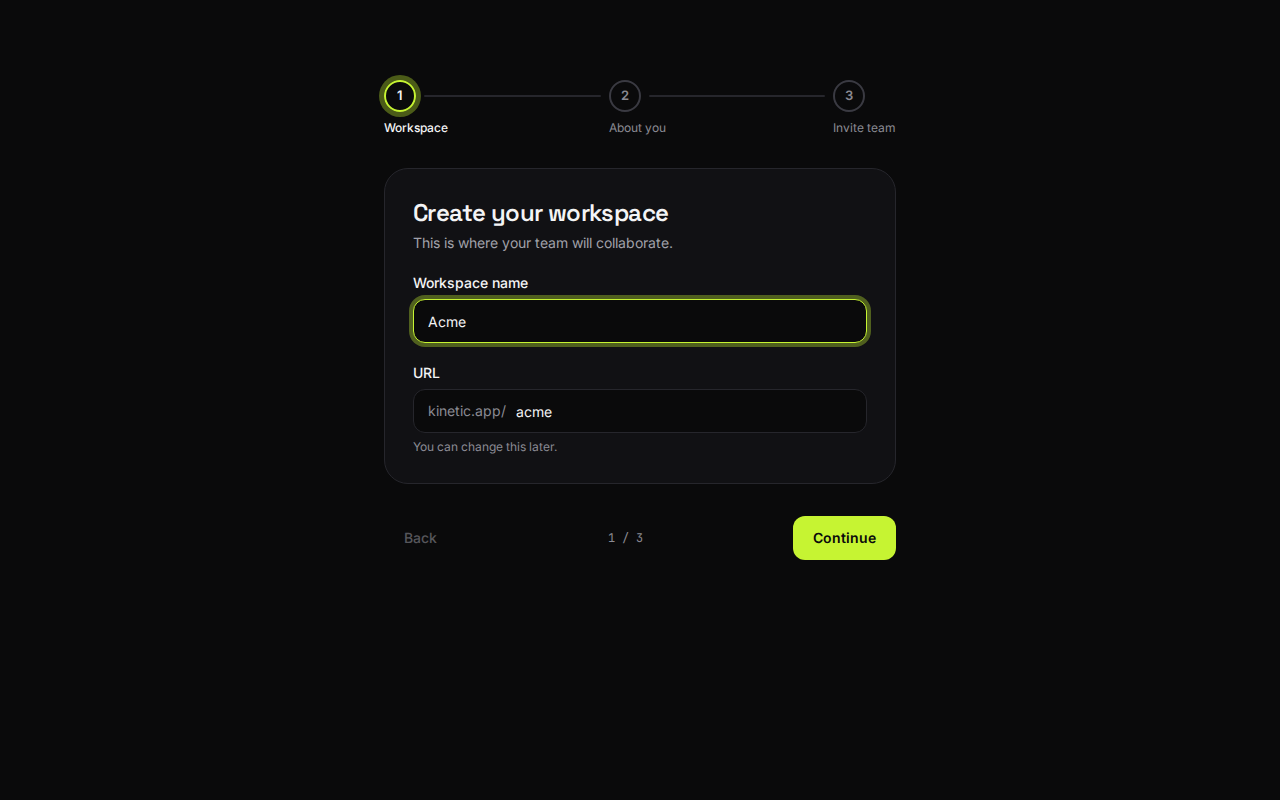 1 2 3
Workspace About you Invite team
Create your workspace
This is where your team will collaborate.
Workspace name
Acme
URL
kinetic.app/ acme
You can change this later.
Back 1 / 3 Continue